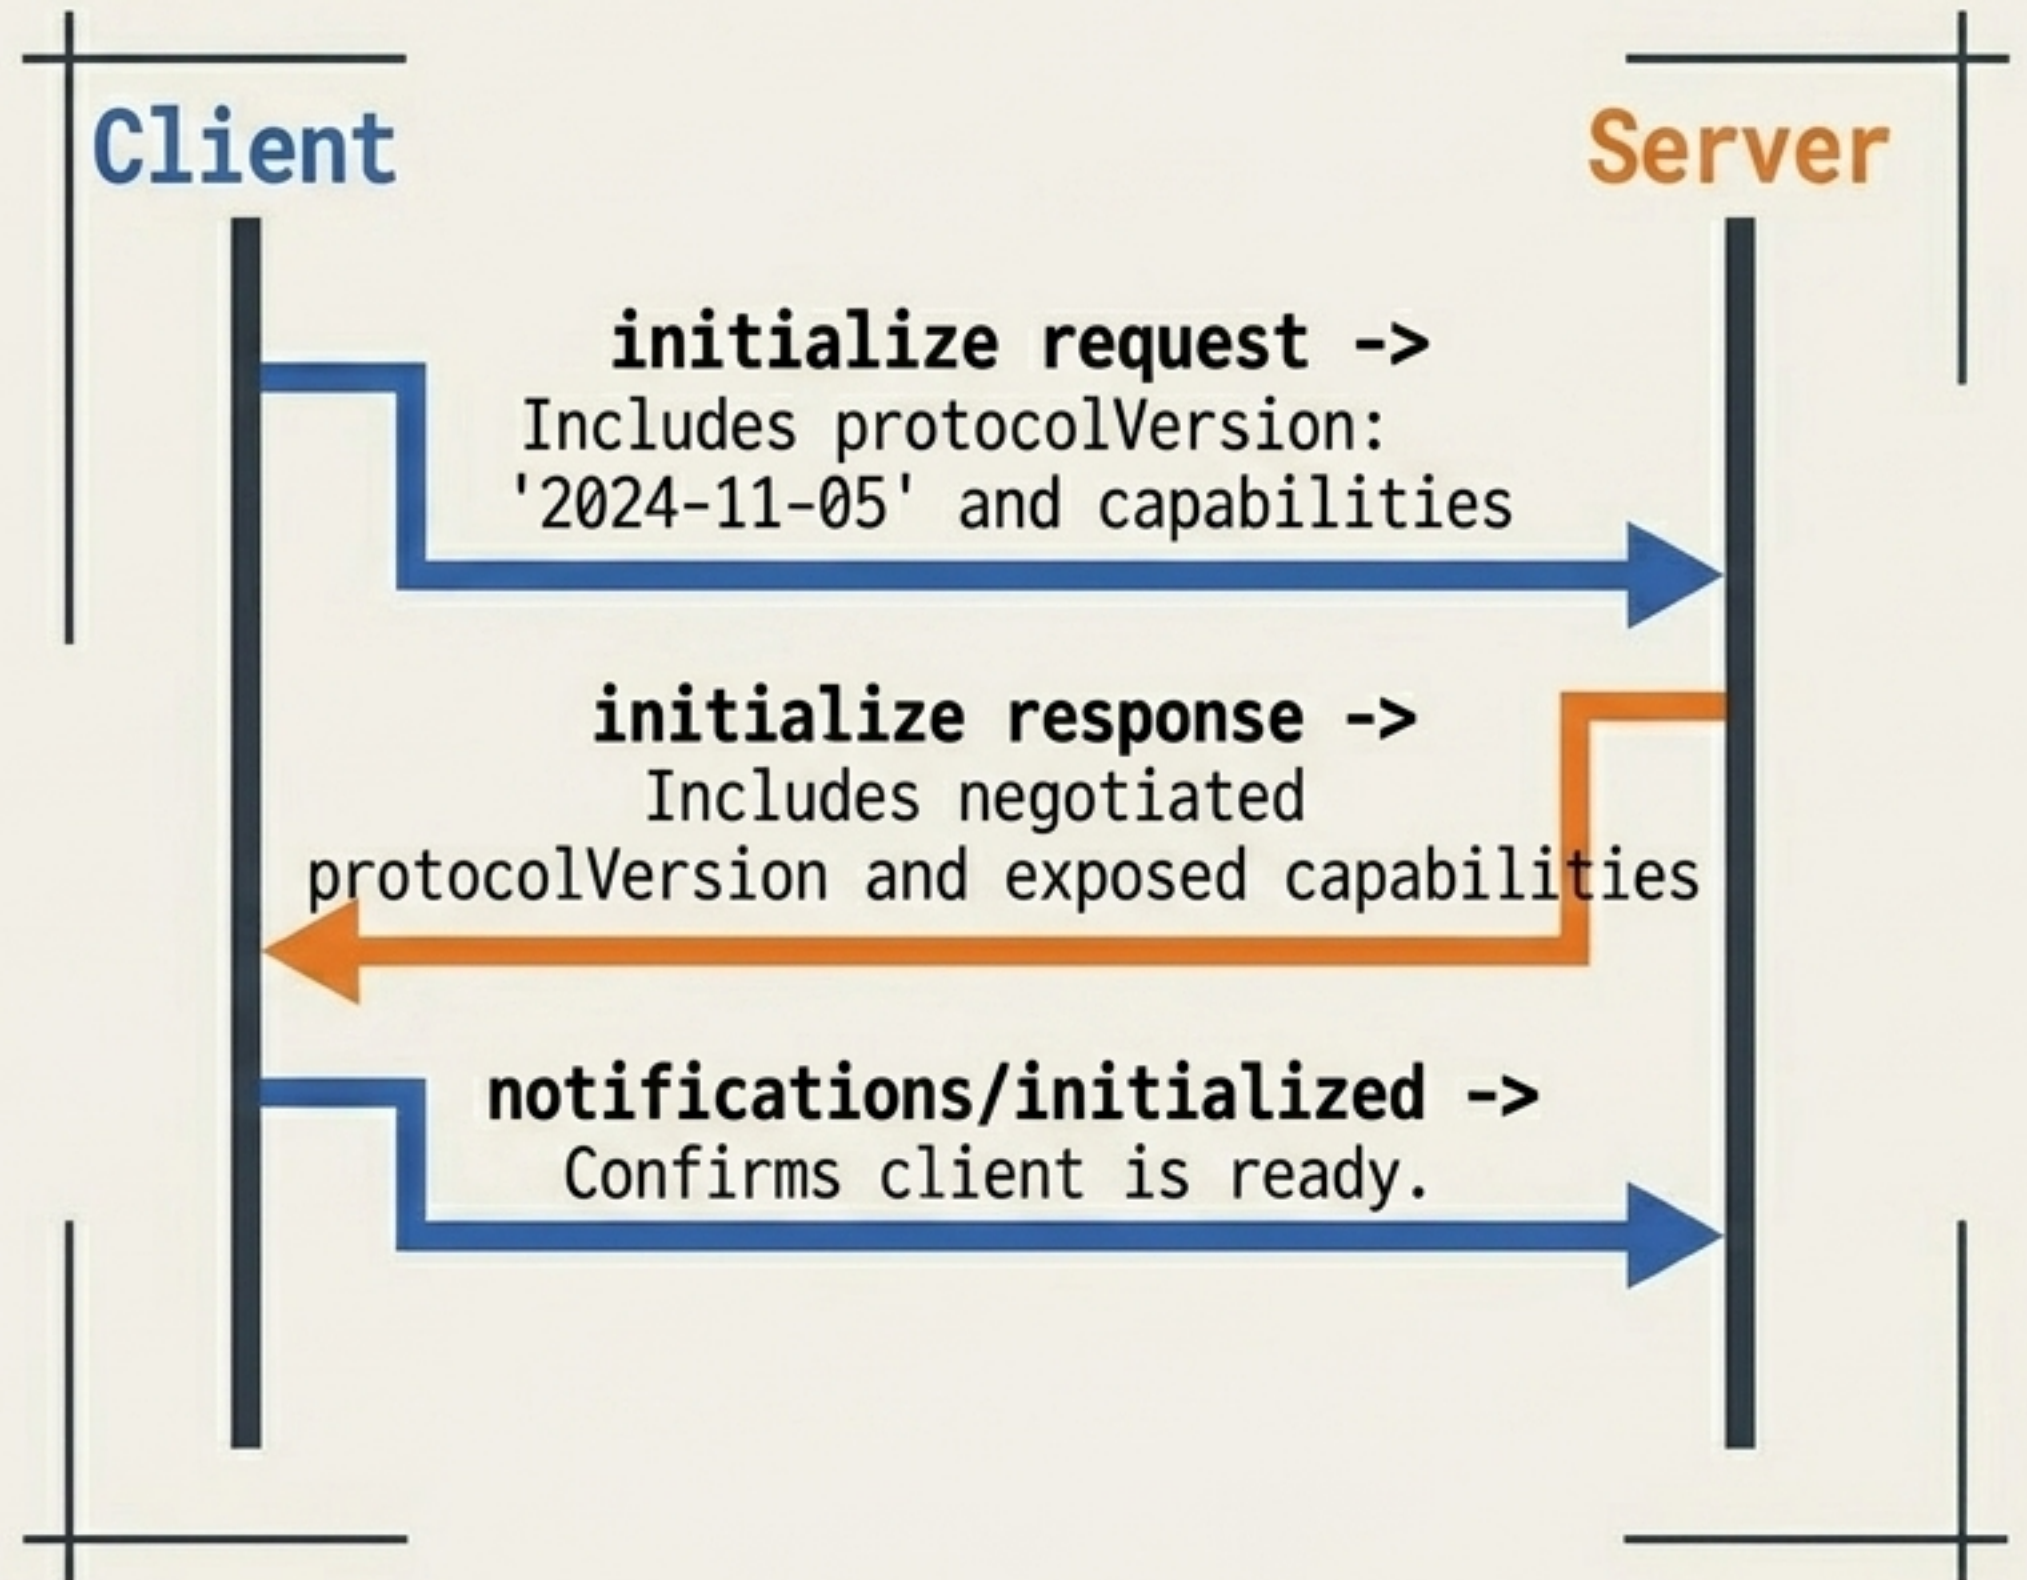 Client
Server
initialize request ->
Includes protocolVersion:
'2024-11-05' and capabilities
initialize response ->
Includes negotiated
protocolVersion and exposed capabilities
notifications/initialized ->
Confirms client is ready.